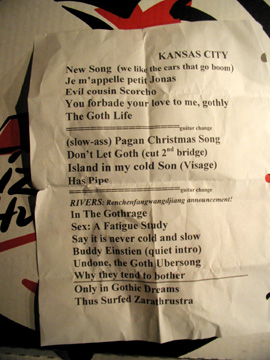 KANSAS CITY
New Song (we like the cars that go boom)
Je m'appelle petit Jonas
Evil cousin Scorcho
You forbade your love to me, gothly
The Goth Life
guitar change
(slow-ass) Pagan Christmas Song
Don't Let Goth (cut 2nd bridge)
Island in my cold Son (Visage)
Has Pipe
guitar change
RIVERS: Renchenfangwangdjiang announcement!
In The Gothrage
Sex: A Fatigue Study
Say it is never cold and slow
Buddy Einstien (quiet intro)
Undone, the Goth Ubersong
Why they tend to bother
Only in Gothic Dreams
Thus Surfed Zarathrustra